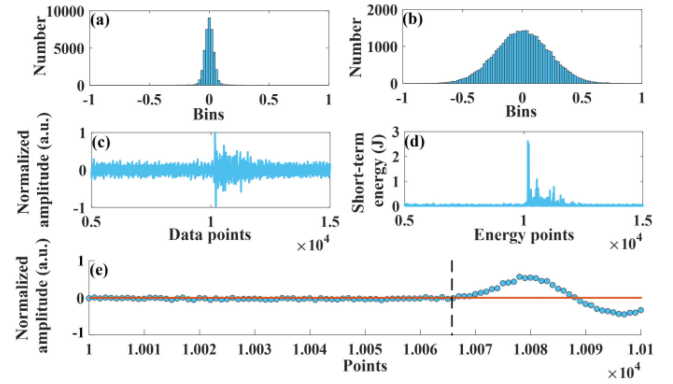 (a)
10000
5000
0
Number
-1 -0.5 0 0.5 1
Bins
(b)
2000
1000
0
Number
-1 -0.5 0 0.5 1
Bins
(c)
1
0
-1
Normalized
amplitude (a.u.)
0.5 1 1.5
Data points
×10⁴
(d)
3
2
1
0
Short-term
energy (J)
0.5 1 1.5
Energy points
×10⁴
(e)
1
0
-1
Normalized
amplitude (a.u.)
1 1.001 1.002 1.003 1.004 1.005 1.006 1.007 1.008 1.009 1.01
Points
×10⁴